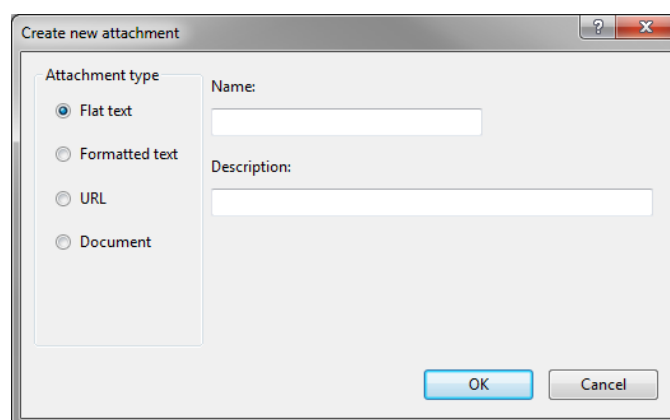 Create new attachment
?
X
Attachment type
Flat text
Formatted text
URL
Document
Name:
Description:
OK
Cancel